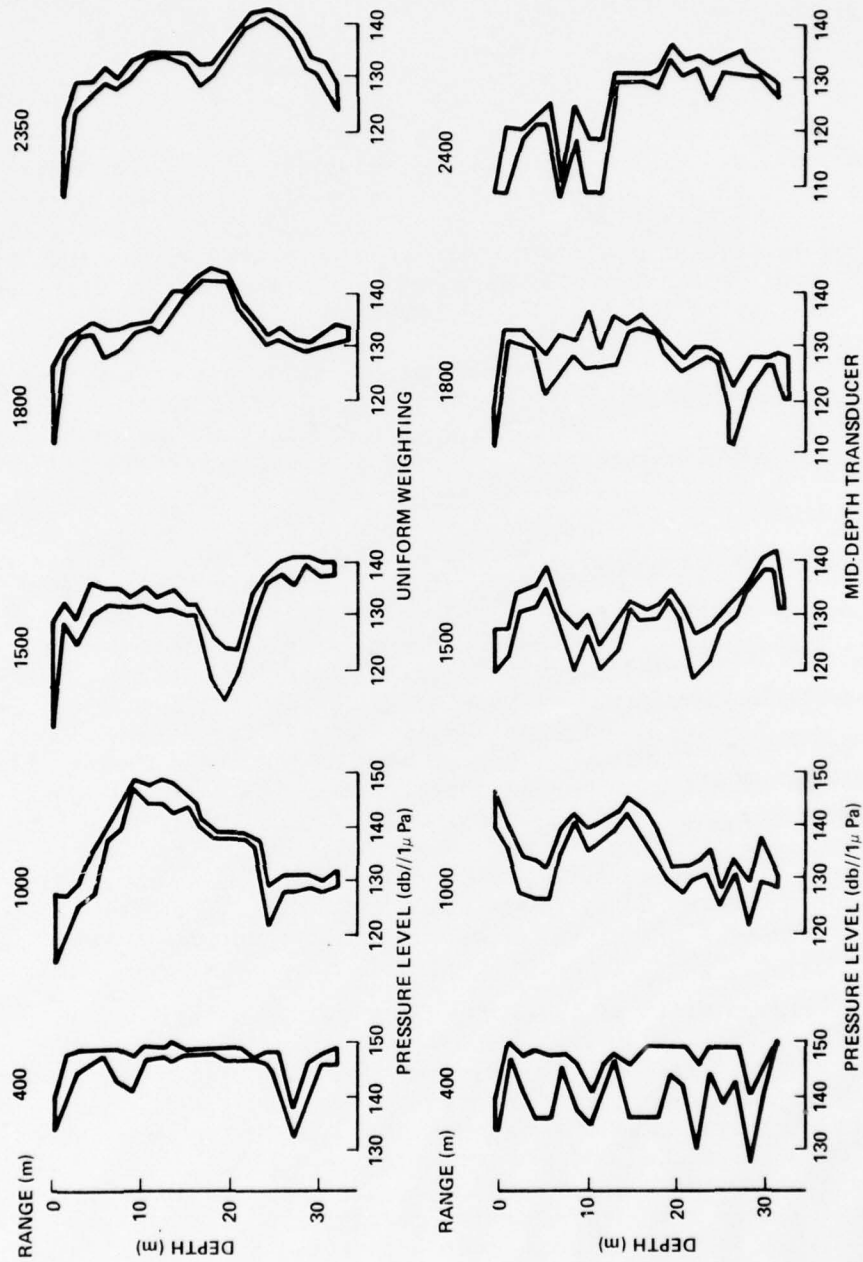 RANGE (m) 400 1000 1500 1800 2350
DEPTH (m)
0
10
20
30
130 140 150 120 130 140 150 120 130 140 120 130 140 120 130 140
PRESSURE LEVEL (db//1μ Pa)
UNIFORM WEIGHTING
RANGE (m) 400 1000 1500 1800 2400
DEPTH (m)
0
10
20
30
130 140 150 120 130 140 150 120 130 140 110 120 130 140 110 120 130 140
PRESSURE LEVEL (db//1μ Pa)
MID-DEPTH TRANSDUCER